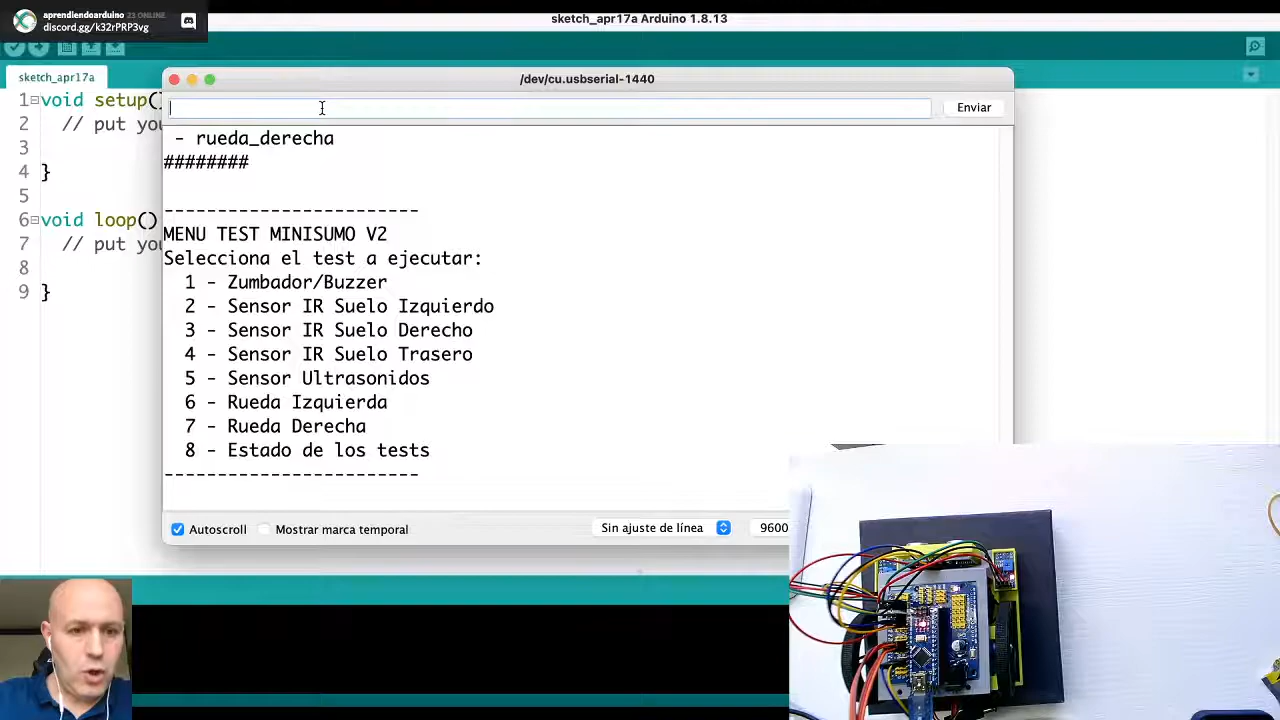 aprendiendoarduino 23 ONLINE
discord.gg/k32rPRP3vg
sketch_apr17a Arduino 1.8.13
sketch_apr17a
/dev/cu.usbserial-1440
Enviar
1 void setup()
2 // put you
3
4 }
5
6 void loop()
7 // put you
8
9 }
- rueda_derecha
########
------------------------
MENU TEST MINISUMO V2
Selecciona el test a ejecutar:
1 - Zumbador/Buzzer
2 - Sensor IR Suelo Izquierdo
3 - Sensor IR Suelo Derecho
4 - Sensor IR Suelo Trasero
5 - Sensor Ultrasonidos
6 - Rueda Izquierda
7 - Rueda Derecha
8 - Estado de los tests
------------------------
Autoscroll Mostrar marca temporal Sin ajuste de línea 9600